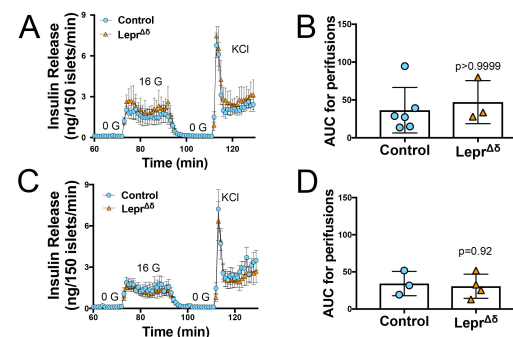 A
Insulin Release
(ng/150 islets/min)
9
6
3
0
Control
Lepr^Δδ
0 G
16 G
0 G
KCl
60 80 100 120
Time (min)
B
AUC for perifusions
150
100
50
0
p>0.9999
Control Lepr^Δδ
C
Insulin Release
(ng/150 islets/min)
9
6
3
0
Control
Lepr^Δδ
0 G
16 G
0 G
KCl
60 80 100 120
Time (min)
D
AUC for perifusions
150
100
50
0
p=0.92
Control Lepr^Δδ